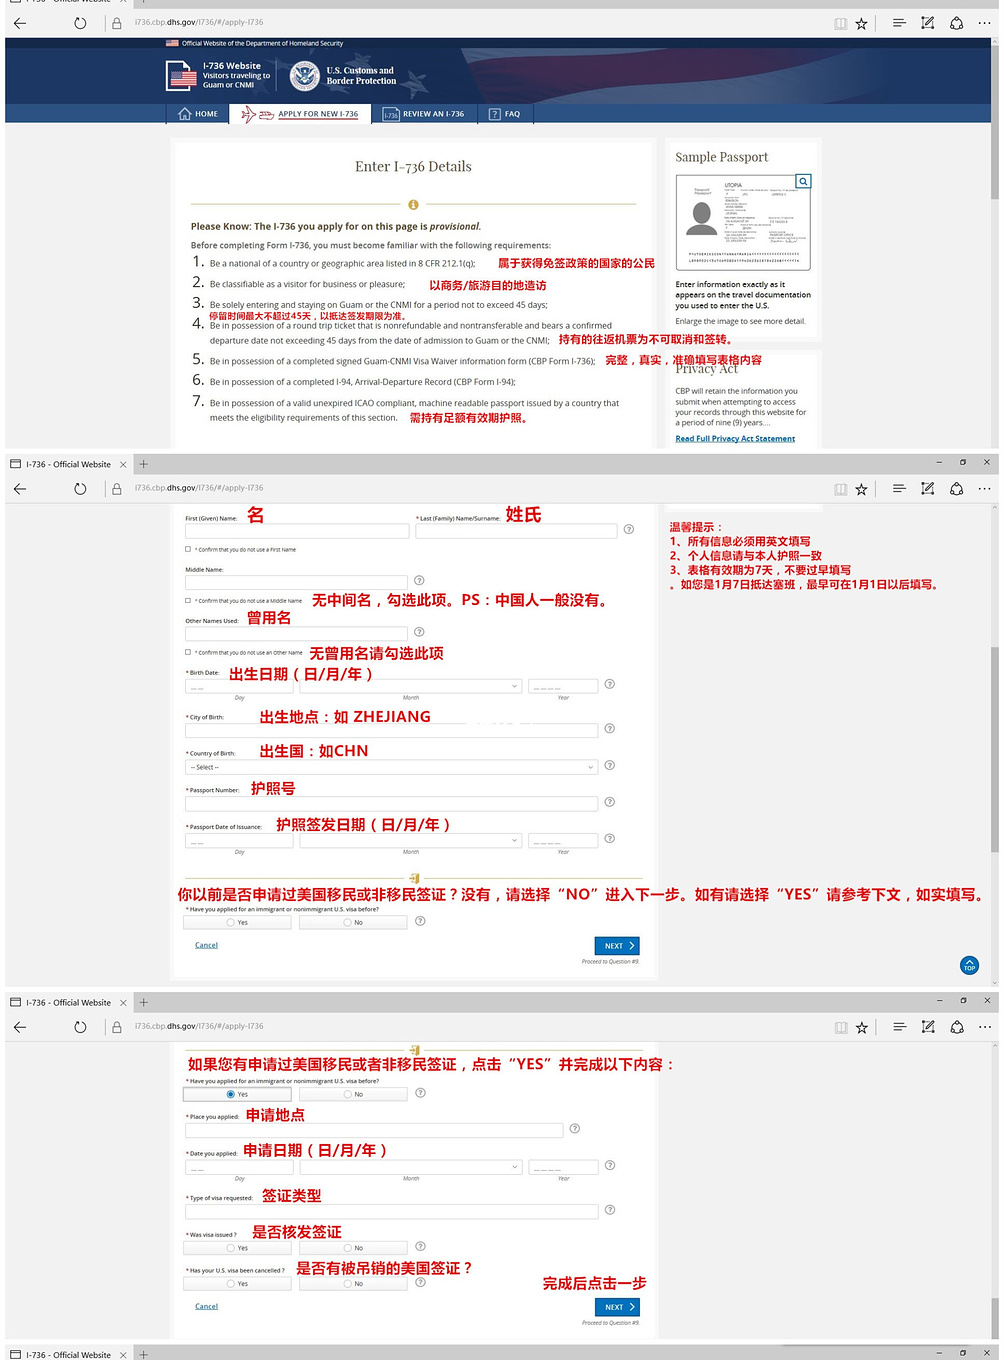 I-736 - Official Website
i736.cbp.dhs.gov/I736/#/apply-I736
Official Website of the Department of Homeland Security
I-736 Website
Visitors traveling to
Guam or CNMI
U.S. Customs and
Border Protection
HOME
APPLY FOR NEW I-736
REVIEW AN I-736
FAQ
Enter I-736 Details
Please Know: The I-736 you apply for on this page is provisional.
Before completing Form I-736, you must become familiar with the following requirements:
1. Be a national of a country or geographic area listed in 8 CFR 212.1(q); 属于获得免签政策的国家的公民
2. Be classifiable as a visitor for business or pleasure; 以商务/旅游目的地造访
3. Be solely entering and staying on Guam or the CNMI for a period not to exceed 45 days;
停留时间最大不超过45天，以抵达签发期限为准。
4. Be in possession of a round trip ticket that is nonrefundable and nontransferable and bears a confirmed
departure date not exceeding 45 days from the date of admission to Guam or the CNMI; 持有的往返机票为不可取消和签转。
5. Be in possession of a completed signed Guam-CNMI Visa Waiver information form (CBP Form I-736); 完整，真实，准确填写表格内容
6. Be in possession of a completed I-94, Arrival-Departure Record (CBP Form I-94);
7. Be in possession of a valid unexpired ICAO compliant, machine readable passport issued by a country that
meets the eligibility requirements of this section. 需持有足额有效期护照。
Sample Passport
UTOPIA
Enter information exactly as it
appears on the travel documentation
you used to enter the U.S.
Enlarge the image to see more detail.
Privacy Act
CBP will retain the information you
submit when attempting to access
your records through this website for
a period of nine (9) years....
Read Full Privacy Act Statement
I-736 - Official Website
i736.cbp.dhs.gov/I736/#/apply-I736
First (Given) Name: 名
* Last (Family) Name/Surname: 姓氏
* Confirm that you do not use a First Name
Middle Name:
* Confirm that you do not use a Middle Name 无中间名，勾选此项。PS：中国人一般没有。
Other Names Used: 曾用名
* Confirm that you do not use an Other Name 无曾用名请勾选此项
* Birth Date: 出生日期（日/月/年）
Day Month Year
* City of Birth: 出生地点：如 ZHEJIANG
* Country of Birth: 出生国：如CHN
-- Select --
* Passport Number: 护照号
* Passport Date of Issuance: 护照签发日期（日/月/年）
Day Month Year
你以前是否申请过美国移民或非移民签证？没有，请选择“NO”进入下一步。如有请选择“YES”请参考下文，如实填写。
* Have you applied for an immigrant or nonimmigrant U.S. visa before?
Yes No
Cancel
NEXT
Proceed to Question #9.
TOP
温馨提示：
1、所有信息必须用英文填写
2、个人信息请与本人护照一致
3、表格有效期为7天，不要过早填写
。如您是1月7日抵达塞班，最早可在1月1日以后填写。
I-736 - Official Website
i736.cbp.dhs.gov/I736/#/apply-I736
如果您有申请过美国移民或者非移民签证，点击“YES”并完成以下内容：
* Have you applied for an immigrant or nonimmigrant U.S. visa before?
Yes No
* Place you applied: 申请地点
* Date you applied: 申请日期（日/月/年）
Day Month Year
* Type of visa requested: 签证类型
* Was visa issued ? 是否核发签证
Yes No
* Has your U.S. visa been cancelled ? 是否有被吊销的美国签证？
Yes No
完成后点击一步
Cancel
NEXT
Proceed to Question #9.
I-736 - Official Website